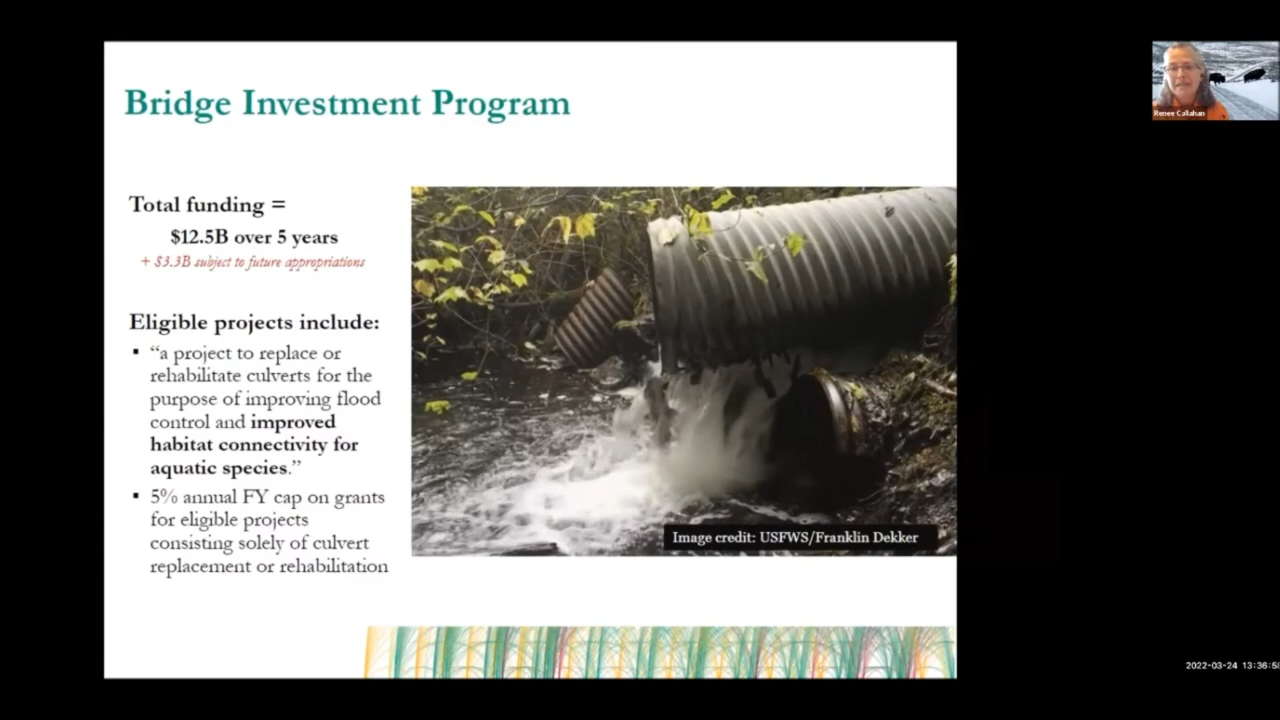 Bridge Investment Program
Total funding =
$12.5B over 5 years
+ $3.3B subject to future appropriations
Eligible projects include:
▪ “a project to replace or
rehabilitate culverts for the
purpose of improving flood
control and improved
habitat connectivity for
aquatic species.”
▪ 5% annual FY cap on grants
for eligible projects
consisting solely of culvert
replacement or rehabilitation
Image credit: USFWS/Franklin Dekker
Renee Callahan
2022-03-24 13:36:58